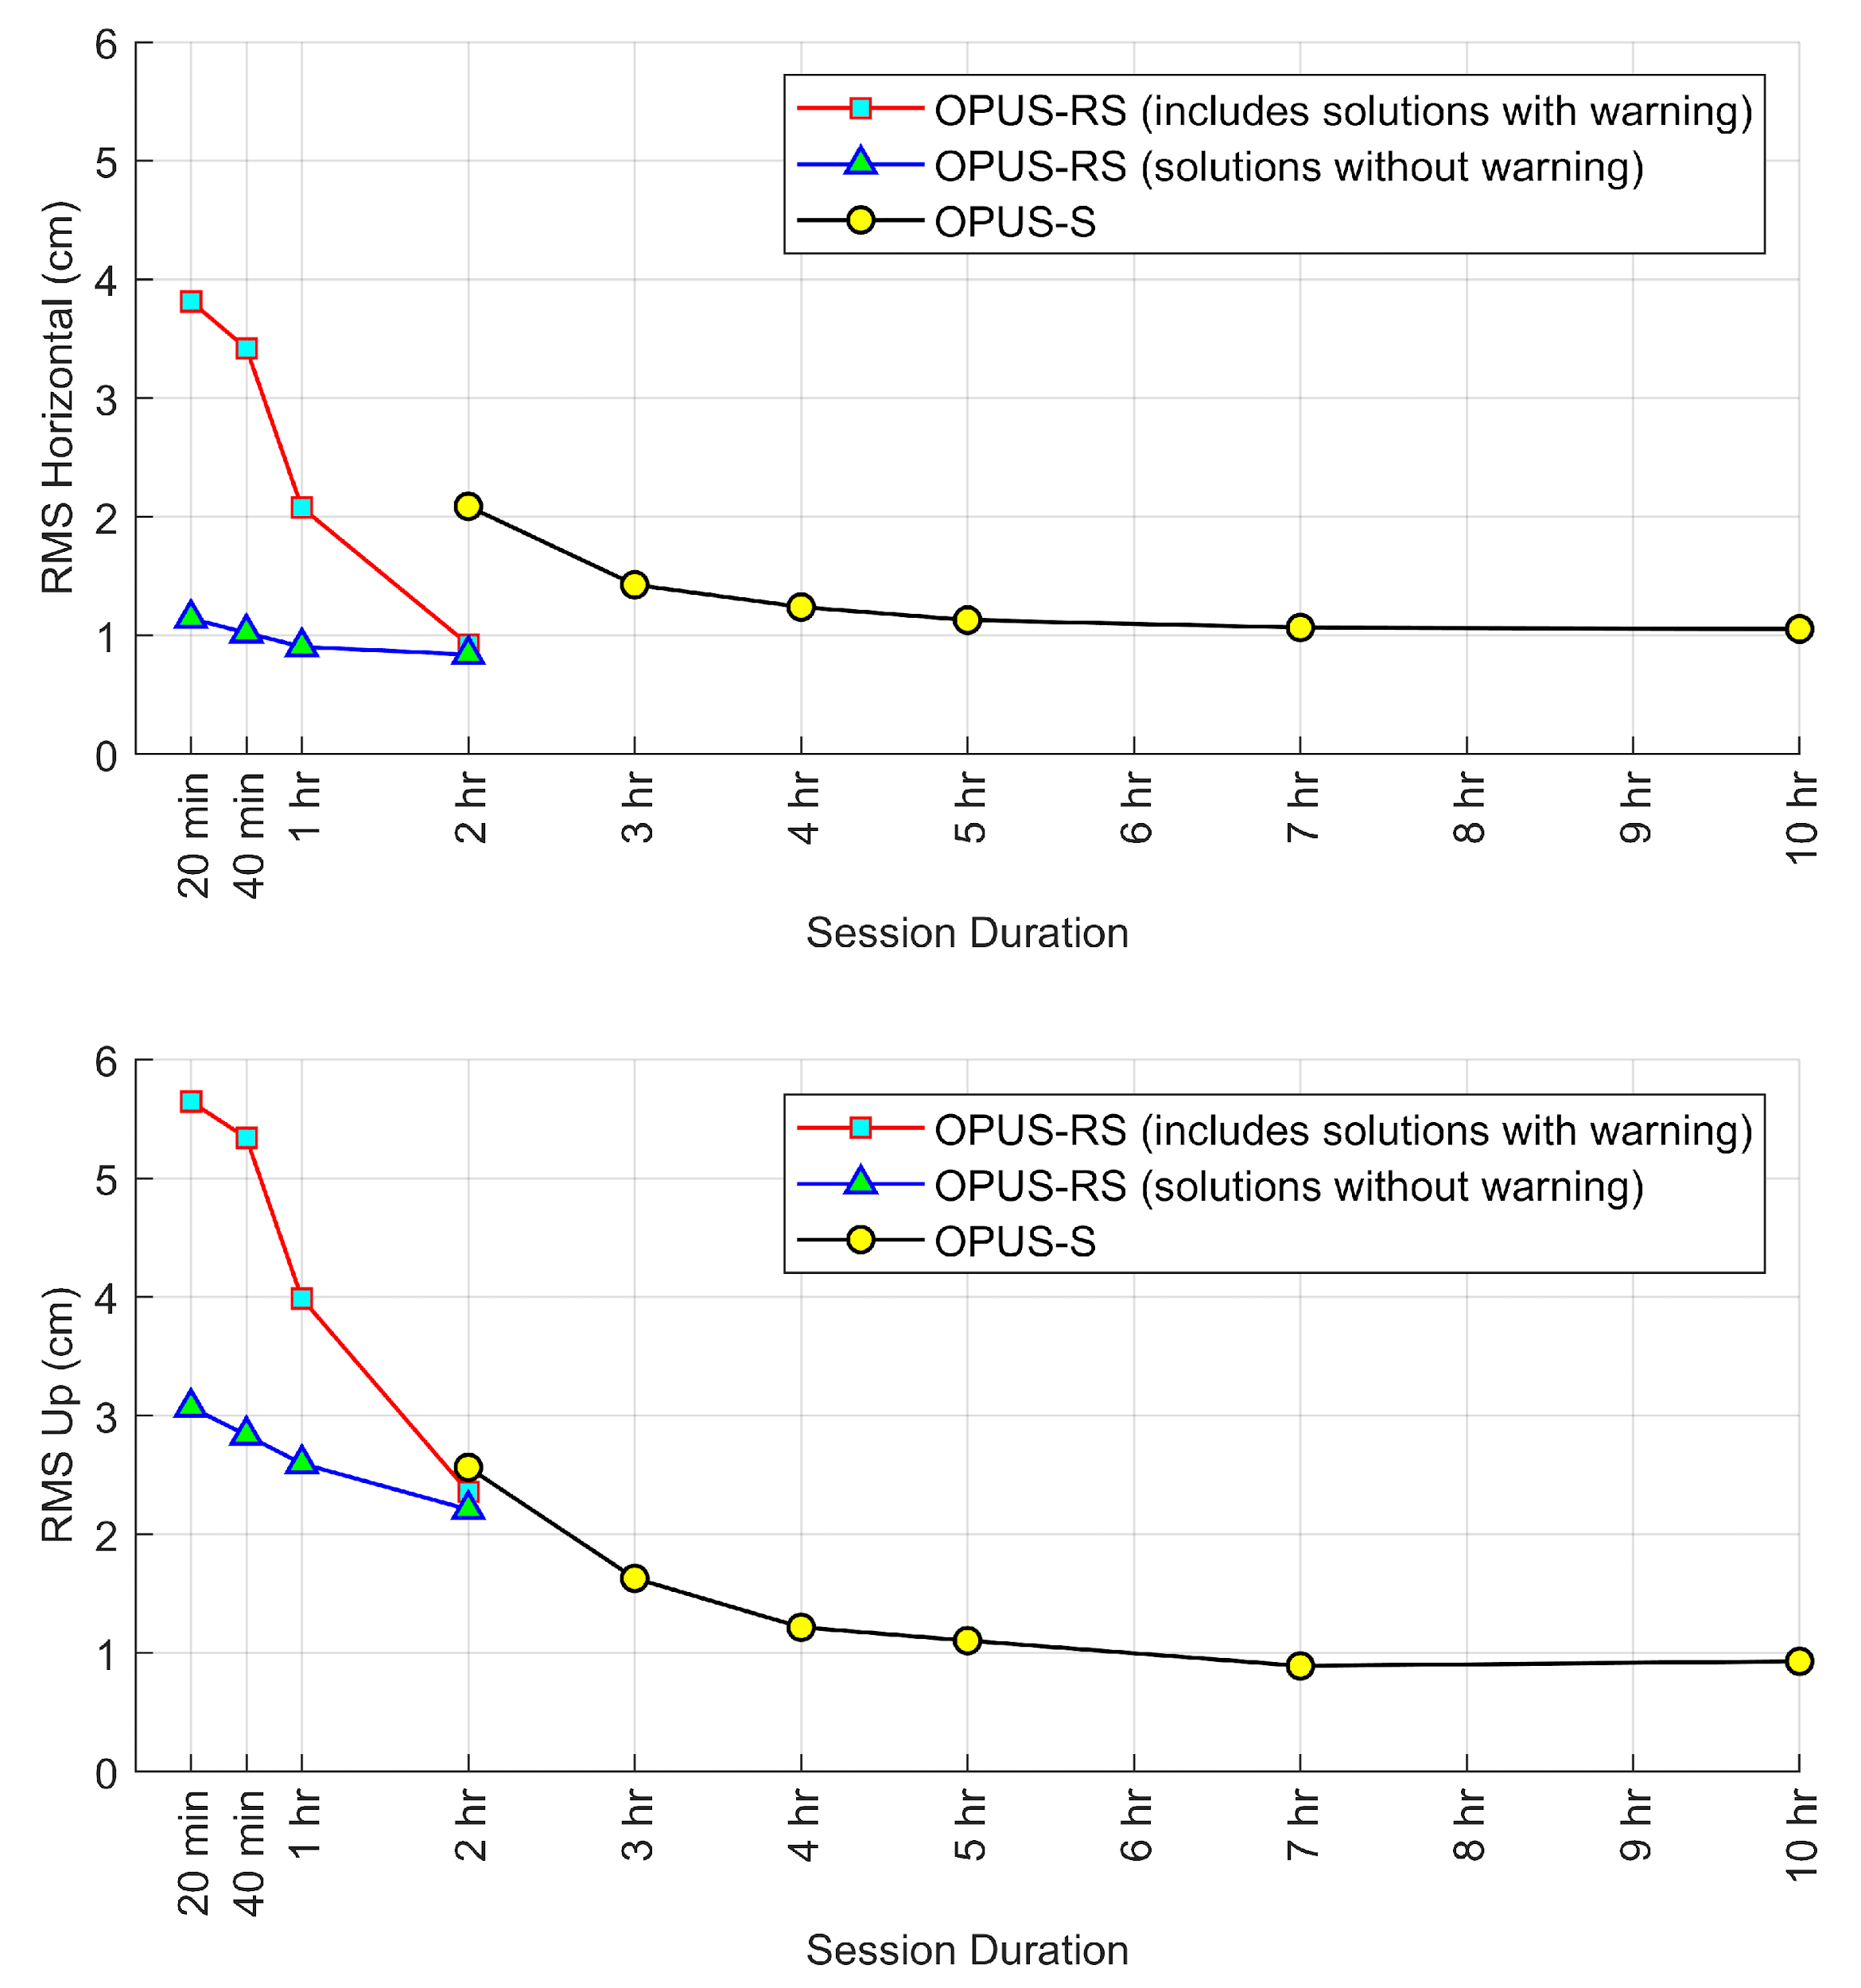 6
5
4
3
2
1
0
RMS Horizontal (cm)
OPUS-RS (includes solutions with warning)
OPUS-RS (solutions without warning)
OPUS-S
20 min
40 min
1 hr
2 hr
3 hr
4 hr
5 hr
6 hr
7 hr
8 hr
9 hr
10 hr
Session Duration
6
5
4
3
2
1
0
RMS Up (cm)
OPUS-RS (includes solutions with warning)
OPUS-RS (solutions without warning)
OPUS-S
20 min
40 min
1 hr
2 hr
3 hr
4 hr
5 hr
6 hr
7 hr
8 hr
9 hr
10 hr
Session Duration